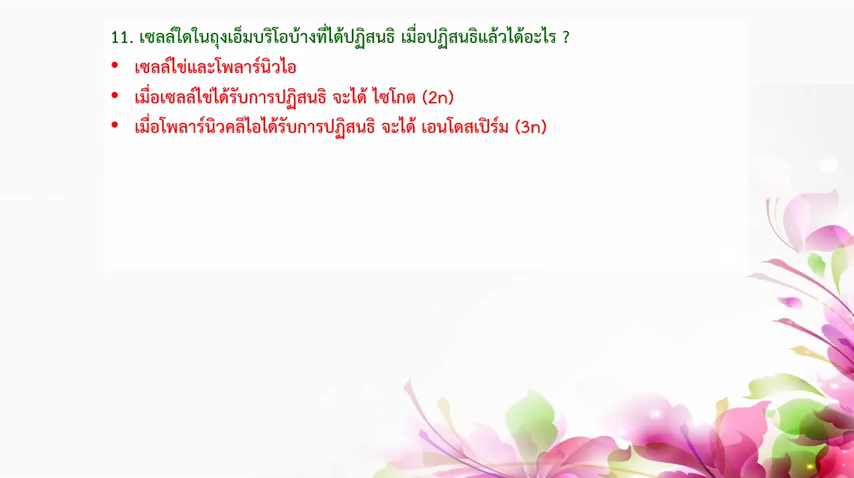 11. เซลล์ใดในถุงเอ็มบริโอบ้างที่ได้ปฏิสนธิ เมื่อปฏิสนธิแล้วได้อะไร ?
• เซลล์ไข่และโพลาร์นิวไอ
• เมื่อเซลล์ไข่ได้รับการปฏิสนธิ จะได้ ไซโกต (2n)
• เมื่อโพลาร์นิวคลีไอได้รับการปฏิสนธิ จะได้ เอนโดสเปิร์ม (3n)